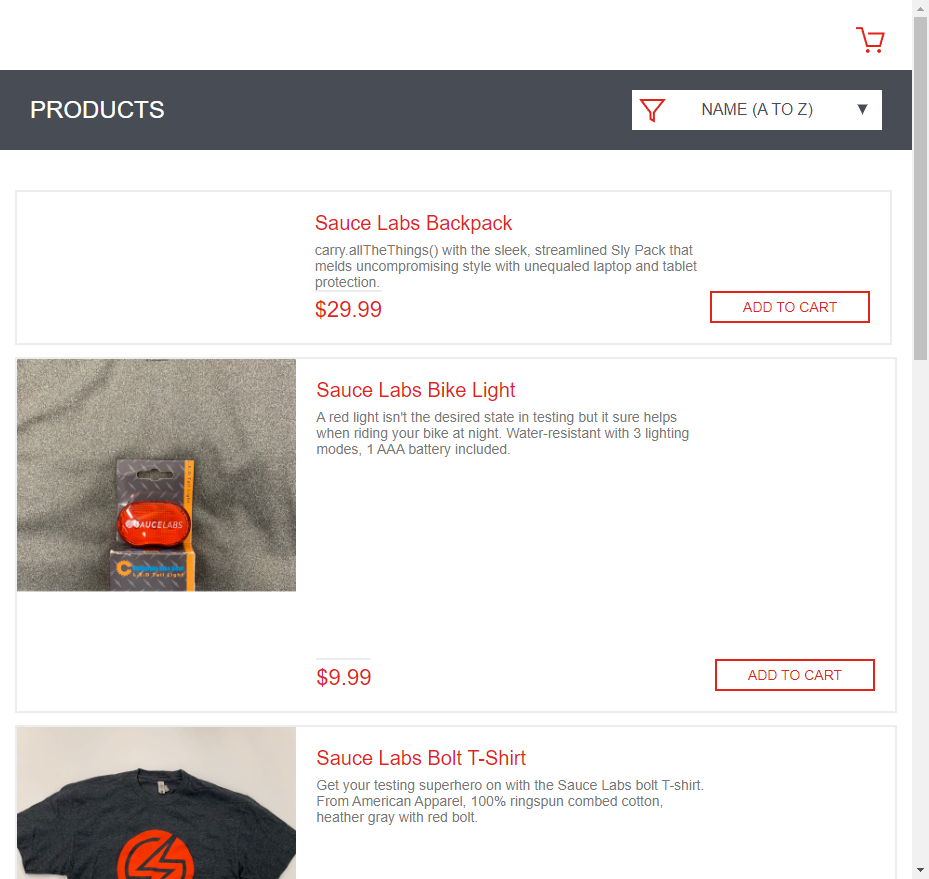 PRODUCTS
NAME (A TO Z)
Sauce Labs Backpack
carry.allTheThings() with the sleek, streamlined Sly Pack that
melds uncompromising style with unequaled laptop and tablet
protection.
$29.99
ADD TO CART
Sauce Labs Bike Light
A red light isn't the desired state in testing but it sure helps
when riding your bike at night. Water-resistant with 3 lighting
modes, 1 AAA battery included.
SAUCELABS
$9.99
ADD TO CART
Sauce Labs Bolt T-Shirt
Get your testing superhero on with the Sauce Labs bolt T-shirt.
From American Apparel, 100% ringspun combed cotton,
heather gray with red bolt.